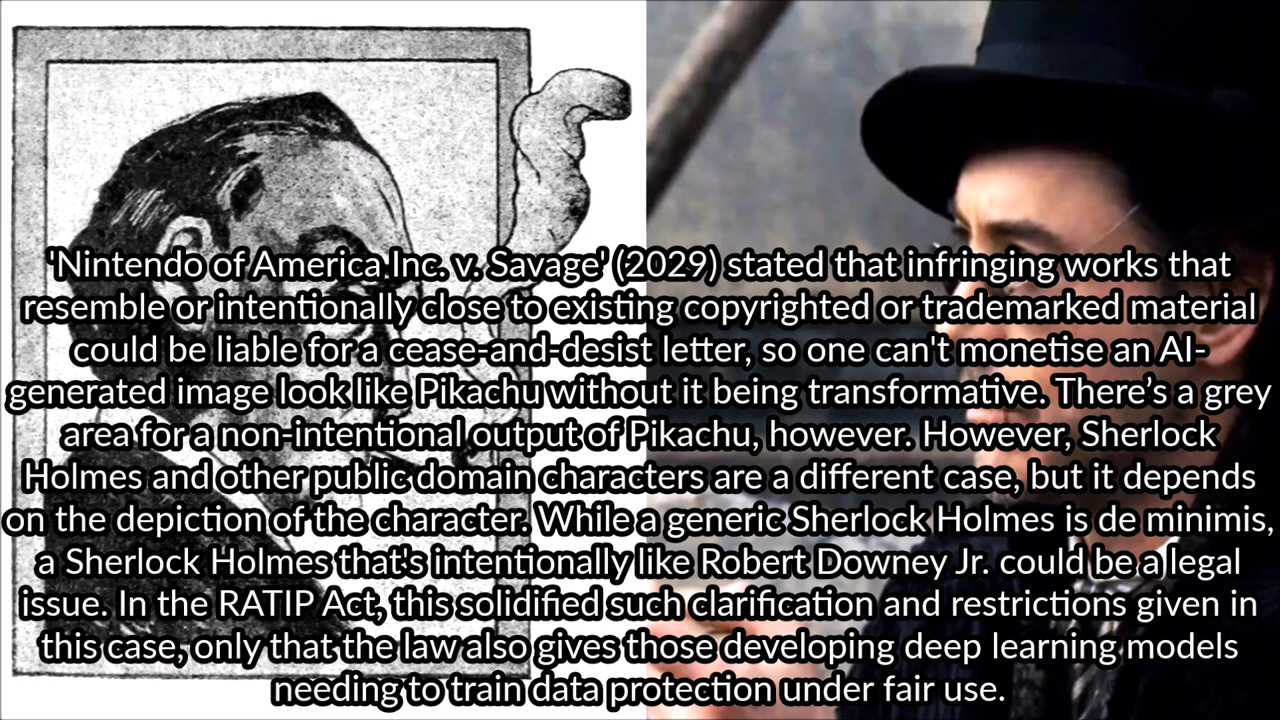 'Nintendo of America Inc. v. Savage' (2029) stated that infringing works that
resemble or intentionally close to existing copyrighted or trademarked material
could be liable for a cease-and-desist letter, so one can't monetise an AI-
generated image look like Pikachu without it being transformative. There’s a grey
area for a non-intentional output of Pikachu, however. However, Sherlock
Holmes and other public domain characters are a different case, but it depends
on the depiction of the character. While a generic Sherlock Holmes is de minimis,
a Sherlock Holmes that's intentionally like Robert Downey Jr. could be a legal
issue. In the RATIP Act, this solidified such clarification and restrictions given in
this case, only that the law also gives those developing deep learning models
needing to train data protection under fair use.